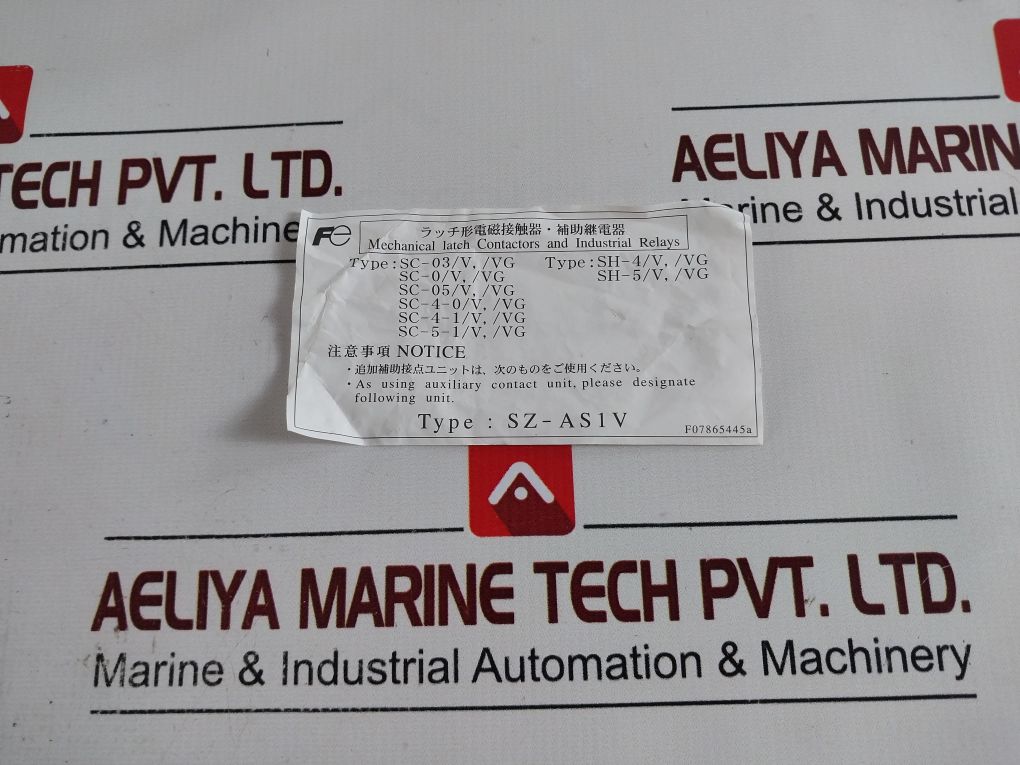 TECH PVT. LTD.
mation & Machine
AELIYA MARIN
rine & Industrial
Fe
ラッチ形電磁接触器・補助継電器
Mechanical latch Contactors and Industrial Relays
Type:SC-03/V, /VG Type:SH-4/V, /VG
SC-0/V, /VG SH-5/V, /VG
SC-05/V, /VG
SC-4-0/V, /VG
SC-4-1/V, /VG
SC-5-1/V, /VG
注意事項 NOTICE
・追加補助接点ユニットは、次のものをご使用ください。
・As using auxiliary contact unit, please designate
following unit.
Type : SZ-AS1V
F07865445a
AELIYA MARINE TECH PVT. LTD.
Marine & Industrial Automation & Machinery